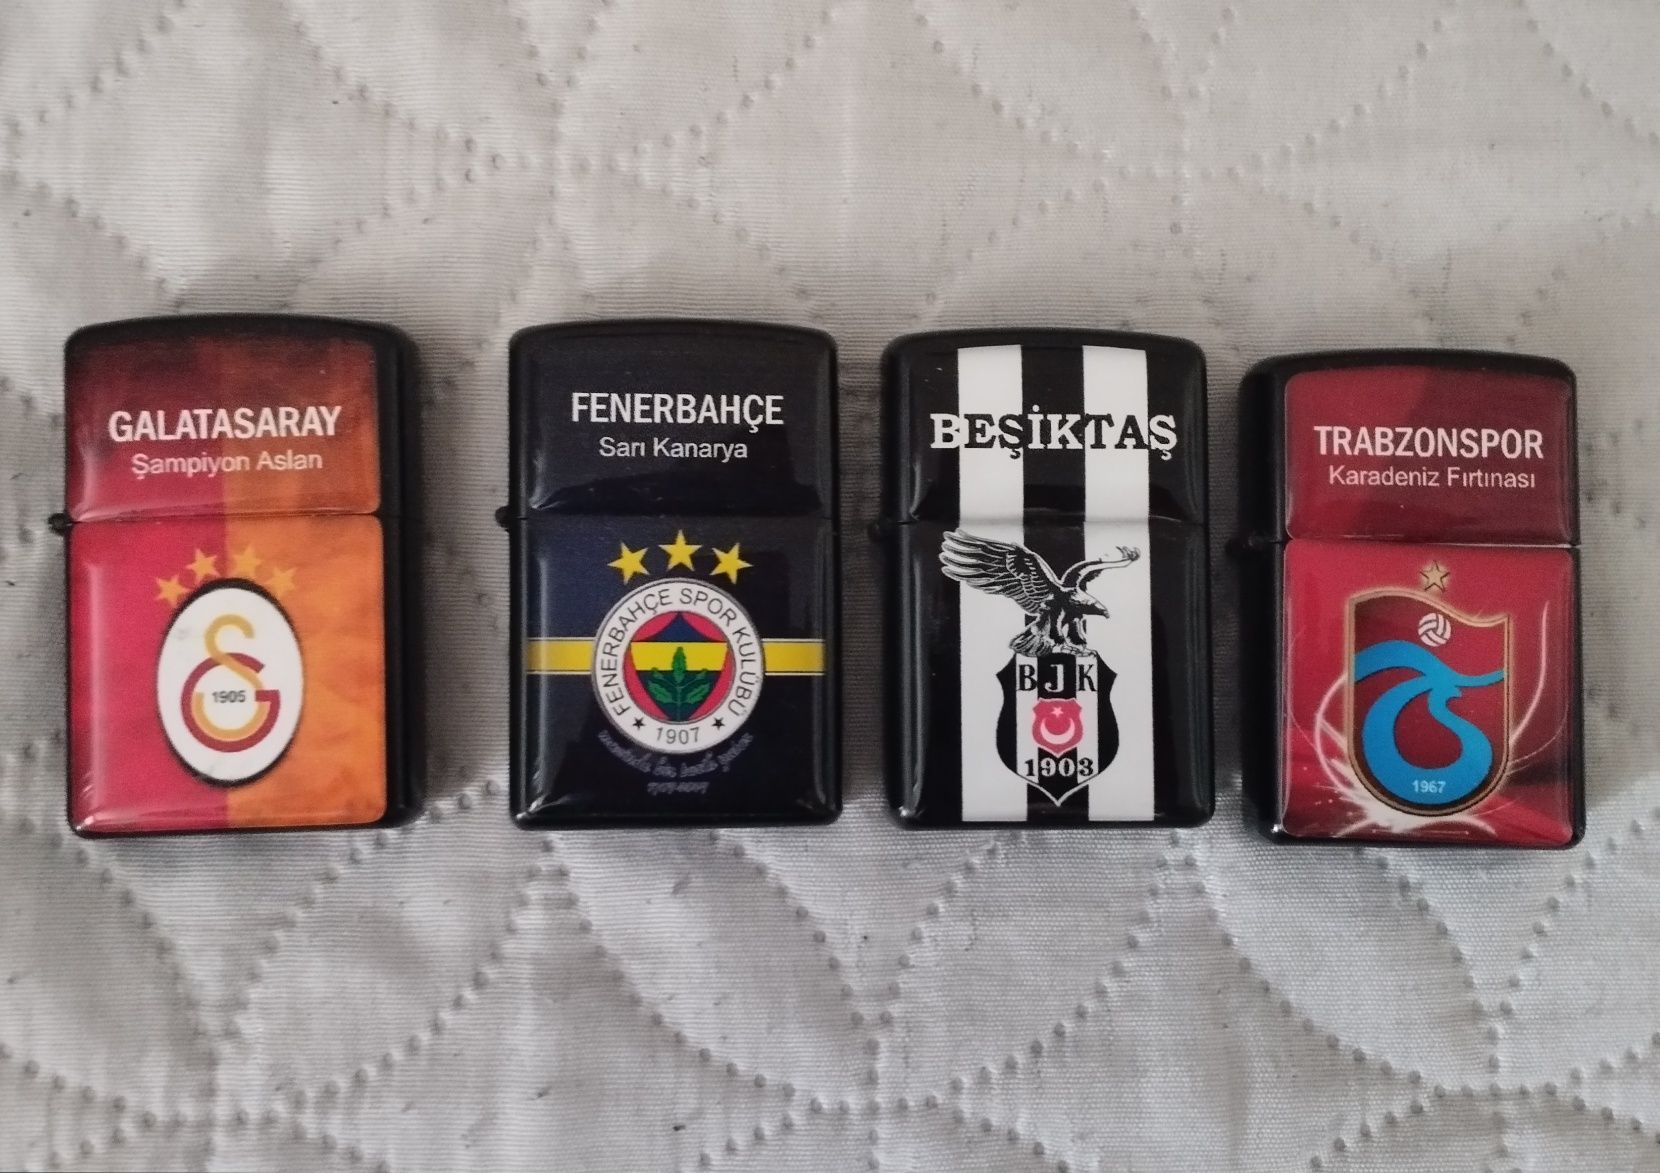 GALATASARAY
Şampiyon Aslan
1905
FENERBAHÇE
Sarı Kanarya
FENERBAHÇE SPOR KULÜBÜ
1907
BEŞİKTAŞ
BJK
1903
TRABZONSPOR
Karadeniz Fırtınası
1967